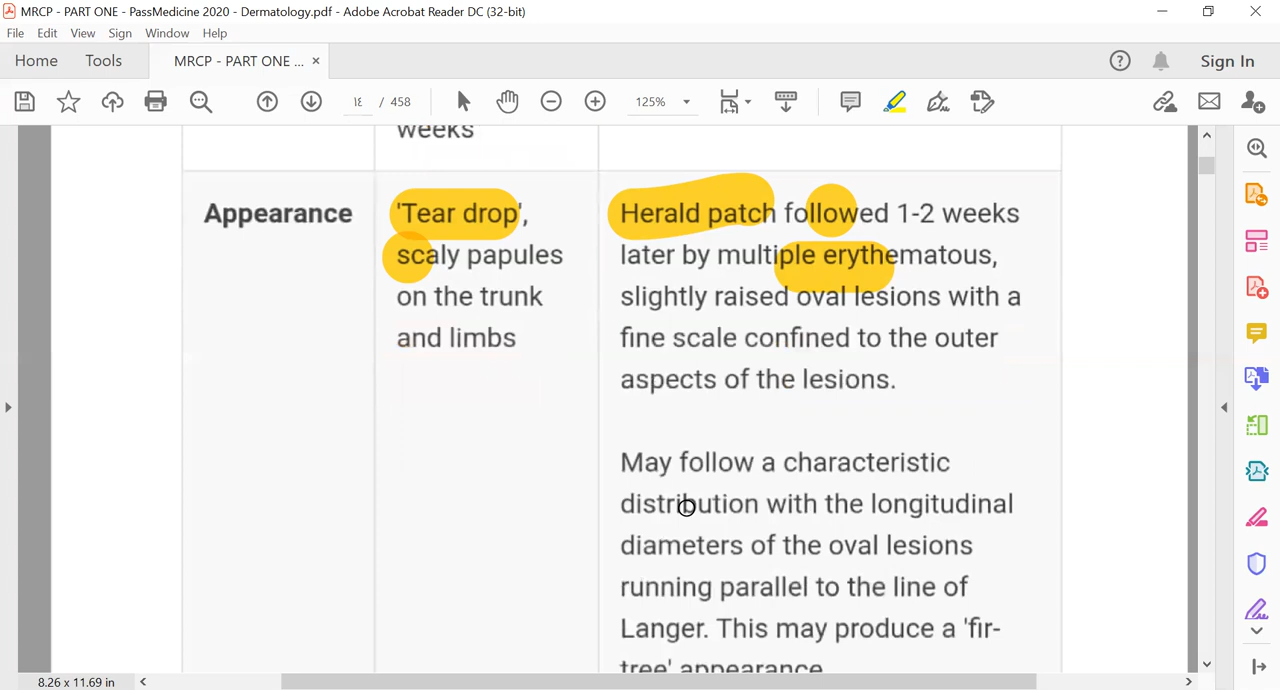 MRCP - PART ONE - PassMedicine 2020 - Dermatology.pdf - Adobe Acrobat Reader DC (32-bit)
File Edit View Sign Window Help
Home Tools MRCP - PART ONE ... × Sign In
18 / 458 125%
weeks
Appearance
'Tear drop',
scaly papules
on the trunk
and limbs
Herald patch followed 1-2 weeks
later by multiple erythematous,
slightly raised oval lesions with a
fine scale confined to the outer
aspects of the lesions.
May follow a characteristic
distribution with the longitudinal
diameters of the oval lesions
running parallel to the line of
Langer. This may produce a 'fir-
tree' appearance
8.26 x 11.69 in